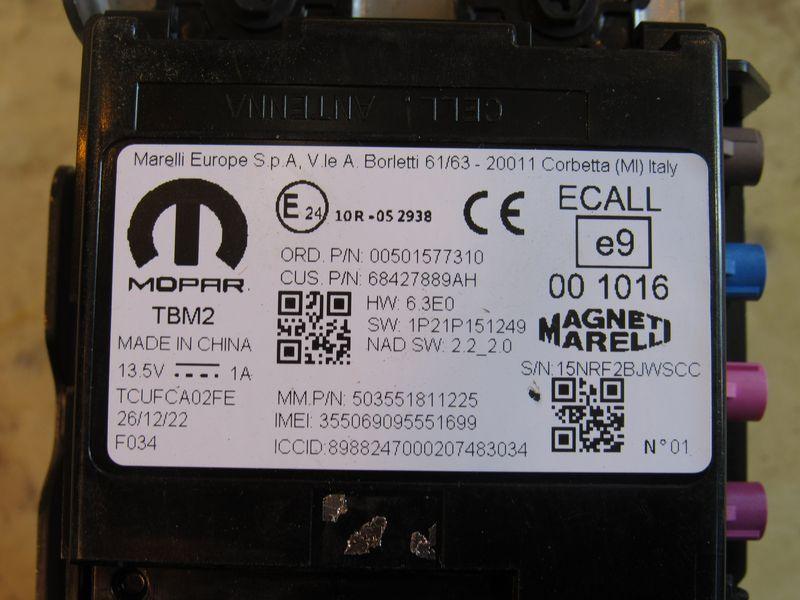 CELL ANTENNA
Marelli Europe S.p.A, V.le A. Borletti 61/63 - 20011 Corbetta (MI) Italy
MOPAR
TBM2
MADE IN CHINA
13.5V 1A
TCUFCA02FE
26/12/22
F034
E 24 10R-05 2938
CE
ORD. P/N: 00501577310
CUS. P/N: 68427889AH
HW: 6.3E0
SW: 1P21P151249
NAD SW: 2.2_2.0
MM.P/N: 503551811225
IMEI: 355069095551699
ICCID:8988247000207483034
ECALL
e9
00 1016
MAGNETI
MARELLI
S/N:15NRF2BJWSCC
N°01